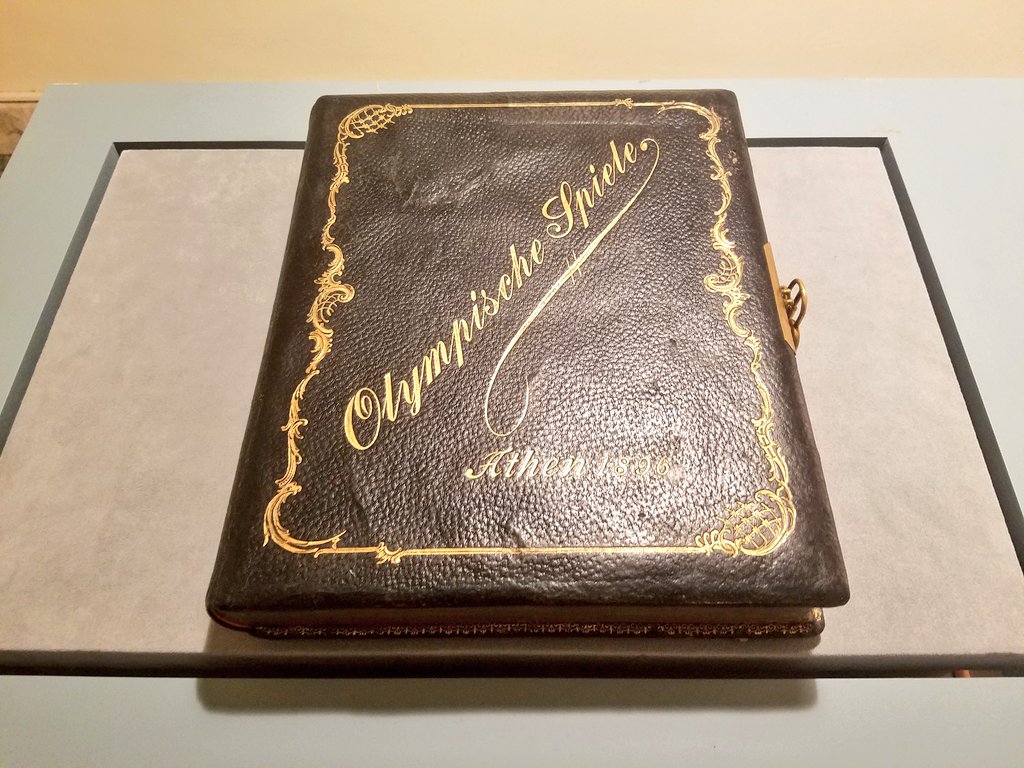 Olympische Spiele
Athen 1896